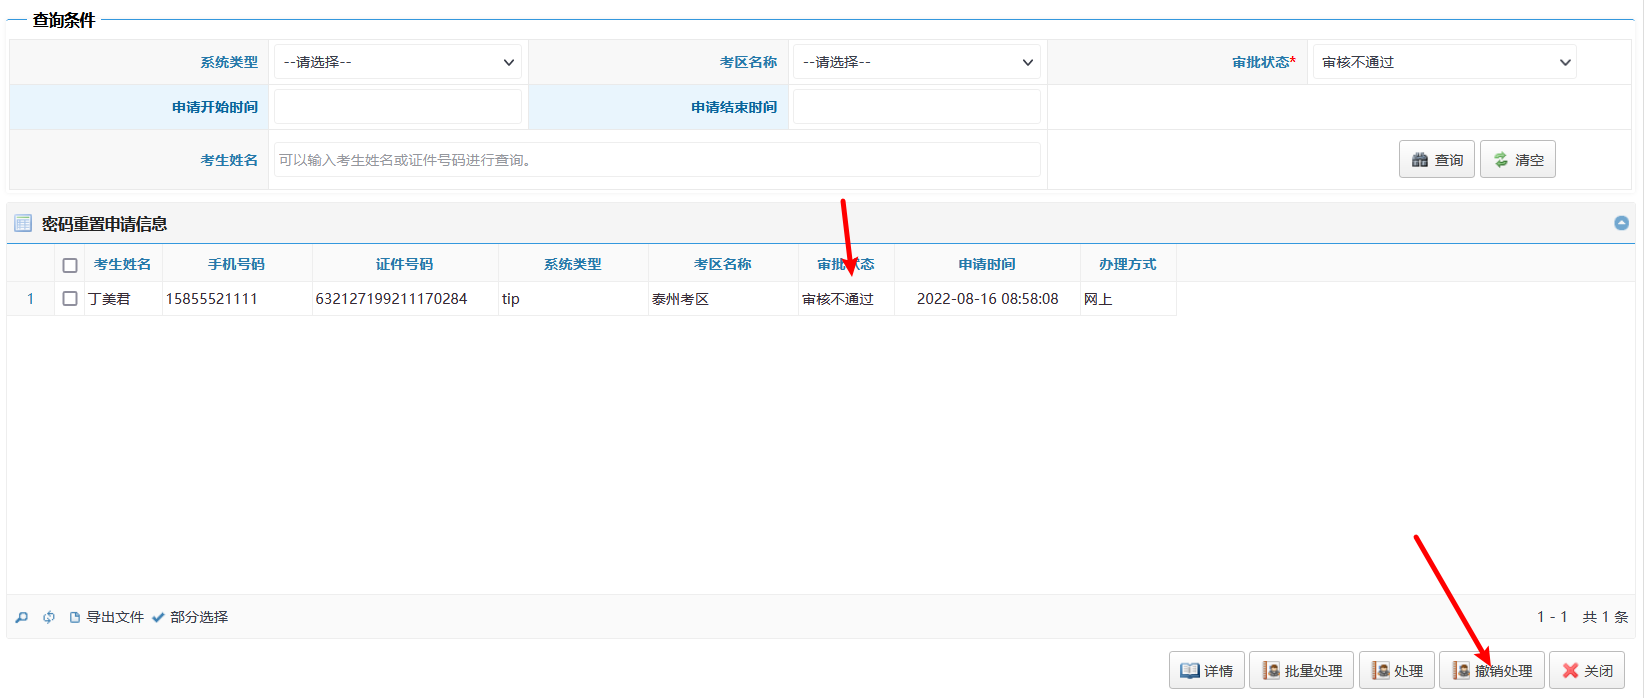 查询条件
系统类型 --请选择-- 考区名称 --请选择-- 审批状态* 审核不通过
申请开始时间 申请结束时间
考生姓名 可以输入考生姓名或证件号码进行查询。 查询 清空
密码重置申请信息
考生姓名 手机号码 证件号码 系统类型 考区名称 审批状态 申请时间 办理方式
1 丁美君 15855521111 632127199211170284 tip 泰州考区 审核不通过 2022-08-16 08:58:08 网上
导出文件 部分选择 1 - 1 共 1 条
详情 批量处理 处理 撤销处理 关闭